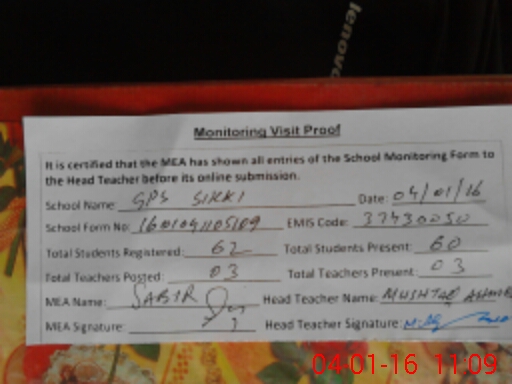 lenovo
Monitoring Visit Proof
It is certified that the MEA has shown all entries of the School Monitoring Form to
the Head Teacher before its online submission.
School Name: GPS SIKKI Date: 04/01/16
School Form No: 1601041105109 EMIS Code: 37430050
Total Students Registered: 62 Total Students Present: 60
Total Teachers Posted: 03 Total Teachers Present: 03
MEA Name: SABIR Head Teacher Name: MUSHTAQ AHMED
MEA Signature: Head Teacher Signature:
04-01-16 11:09